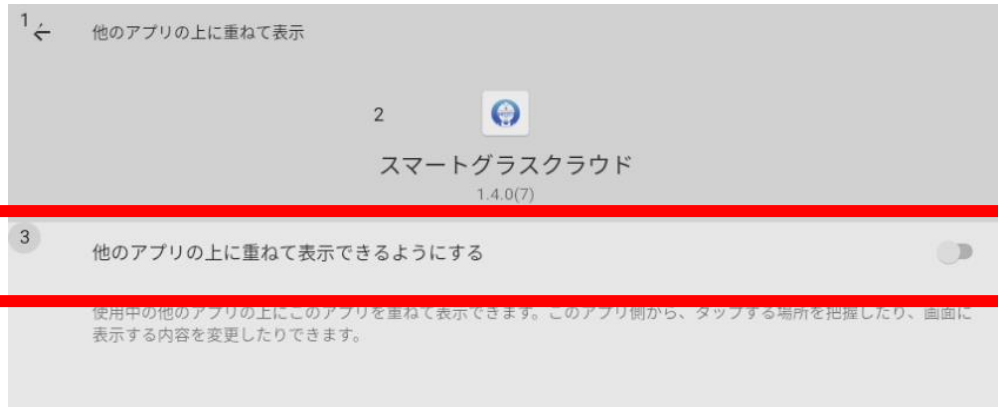 1
他のアプリの上に重ねて表示
2
スマートグラスクラウド
1.4.0(7)
3
他のアプリの上に重ねて表示できるようにする
使用中の他のアプリの上にこのアプリを重ねて表示できます。このアプリ側から、タップする場所を把握したり、画面に
表示する内容を変更したりできます。